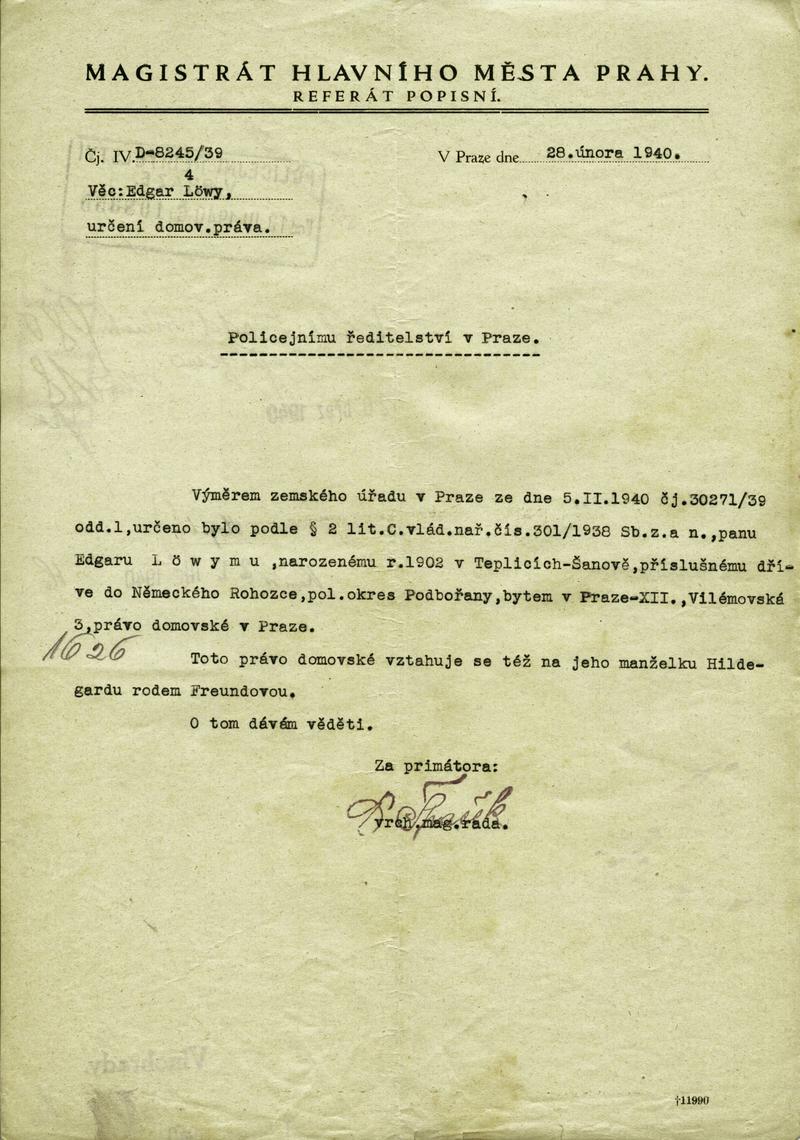 MAGISTRÁT HLAVNÍHO MĚSTA PRAHY.
REFERÁT POPISNÍ.
Čj. IV.D-8245/39
4
V Praze dne 28.února 1940.
Věc:Edgar Löwy,
určení domov.práva.
Policejnímu ředitelství v Praze.
Výměrem zemského úřadu v Praze ze dne 5.II.1940 čj.30271/39
odd.1,určeno bylo podle § 2 lit.C.vlád.nař.čís.301/1938 Sb.z.a n.,panu
Edgaru L ö w y m u ,narozenému r.1902 v Teplicích-Šanově,příslušnému dří-
ve do Německého Rohozce,pol.okres Podbořany,bytem v Praze-XII.,Vilémovská
3,právo domovské v Praze.
1626
Toto právo domovské vztahuje se též na jeho manželku Hilde-
gardu rodem Freundovou.
O tom dávám věděti.
Za primátora:
vrch.mag.rada.
†11990